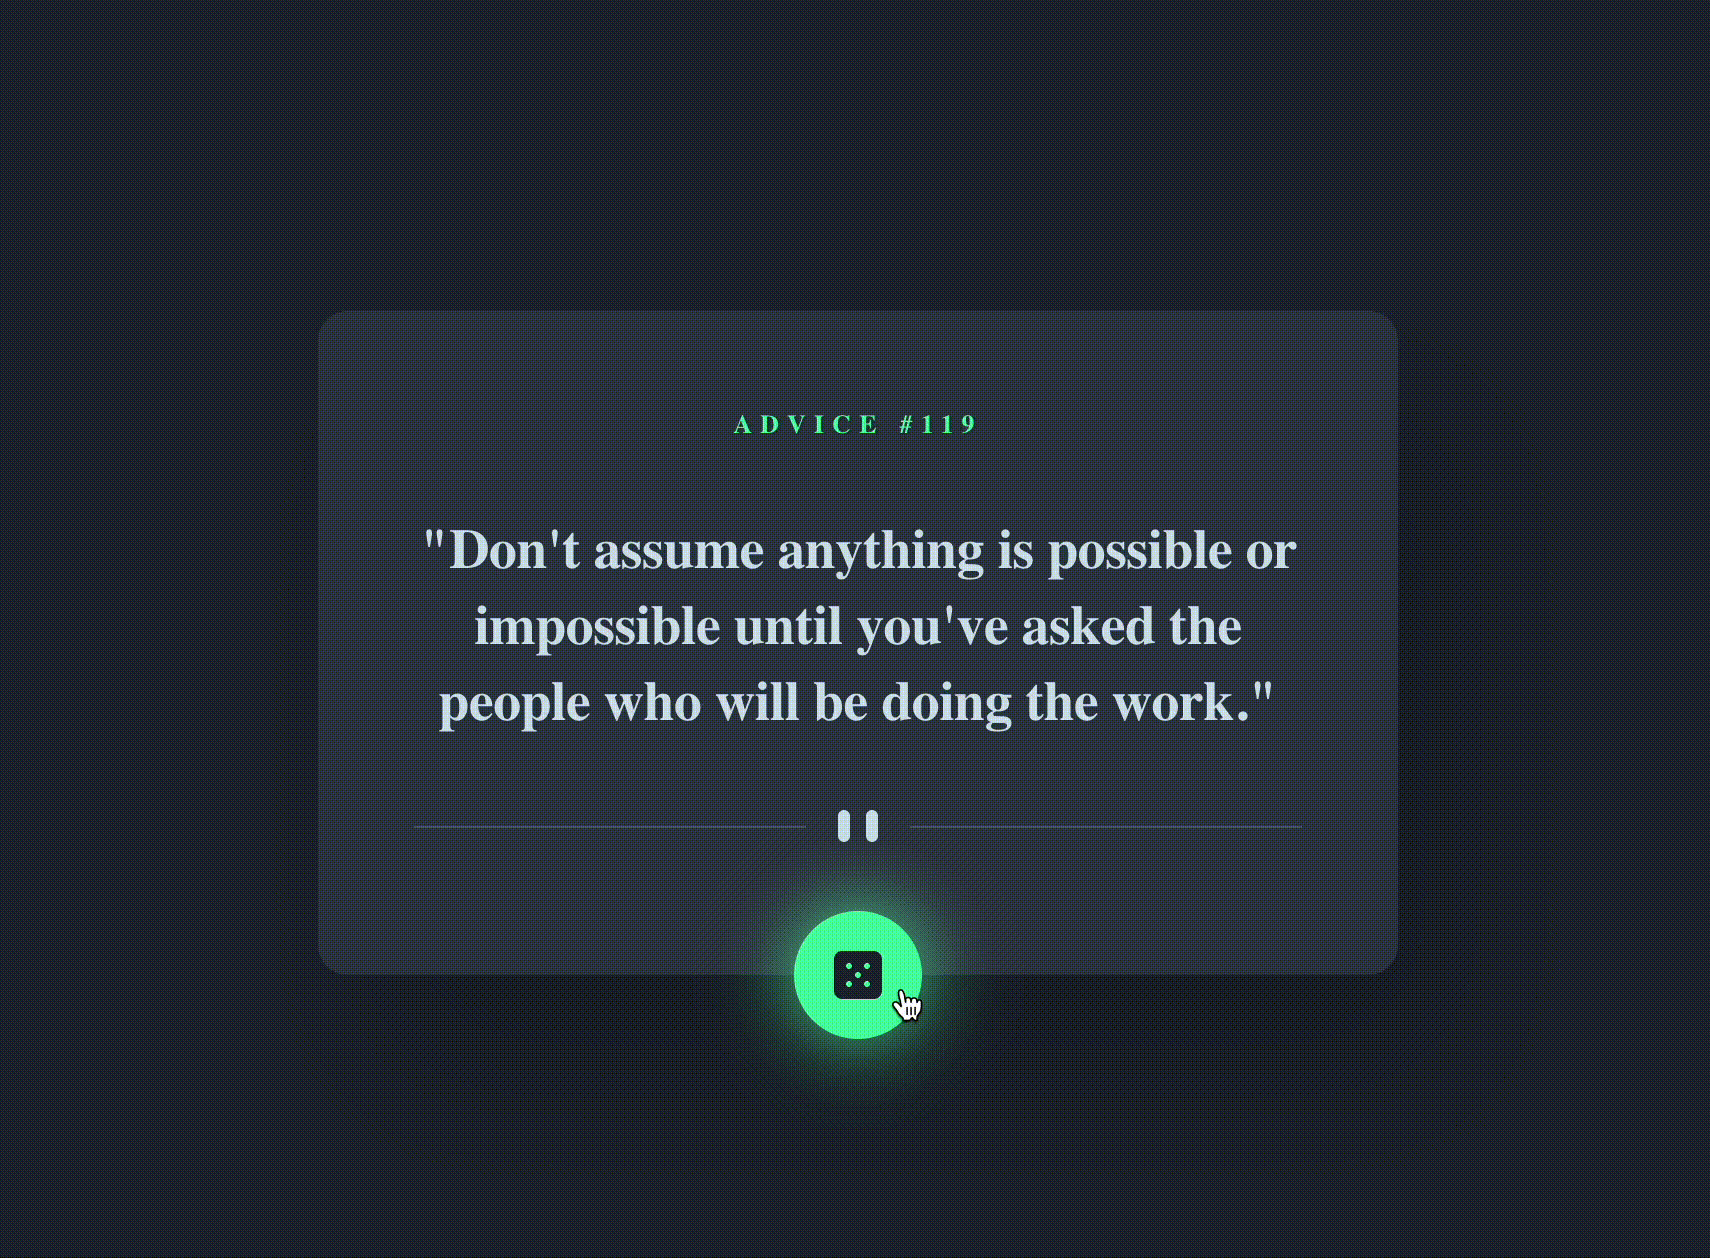 ADVICE #119
"Don't assume anything is possible or
impossible until you've asked the
people who will be doing the work."